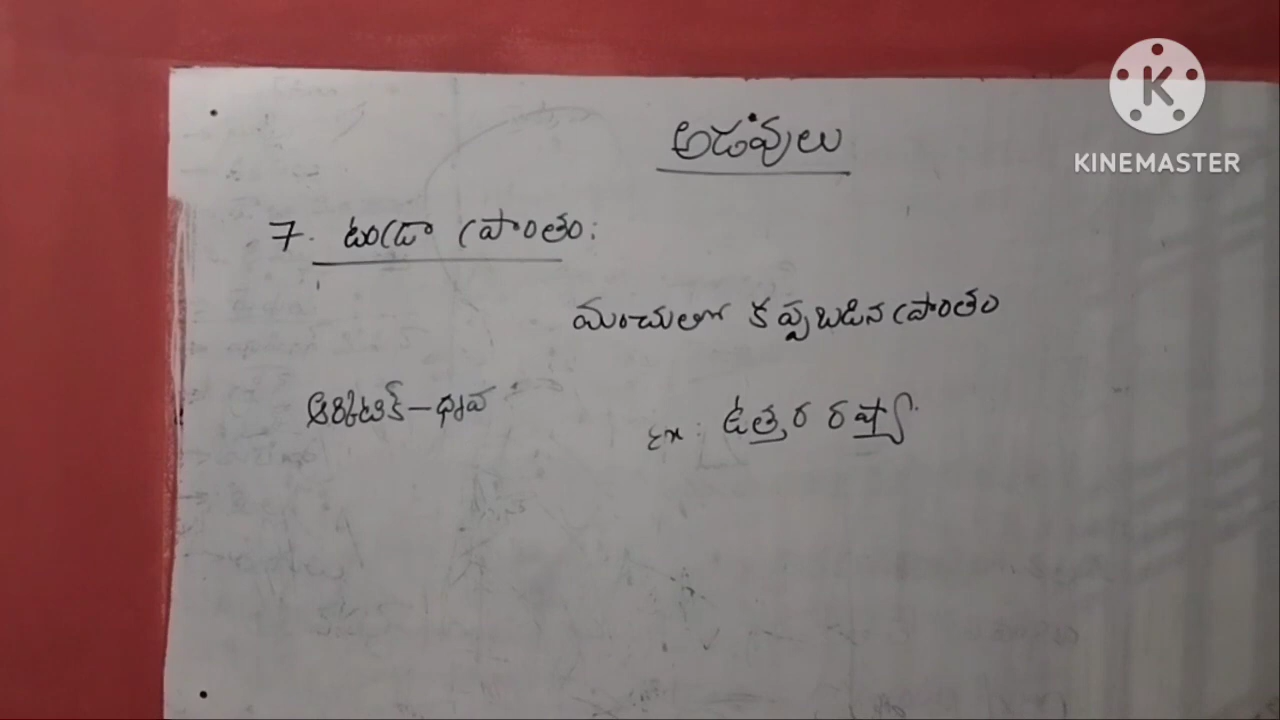 అడవులు
7. టండ్రా ప్రాంతం:
మంచులో కప్పబడిన ప్రాంతం
ఆర్కిటిక్ - ధృవ
Ex: ఉత్తర రష్యా
KINEMASTER